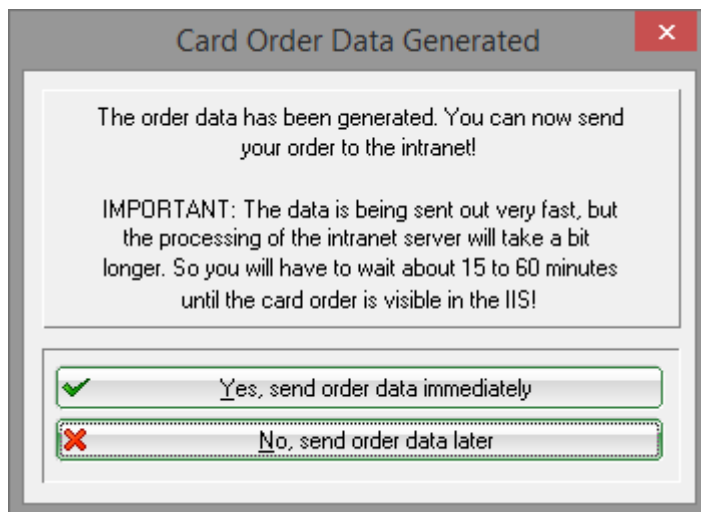 Card Order Data Generated
The order data has been generated. You can now send
your order to the intranet!
IMPORTANT: The data is being sent out very fast, but
the processing of the intranet server will take a bit
longer. So you will have to wait about 15 to 60 minutes
until the card order is visible in the IIS!
Yes, send order data immediately
No, send order data later